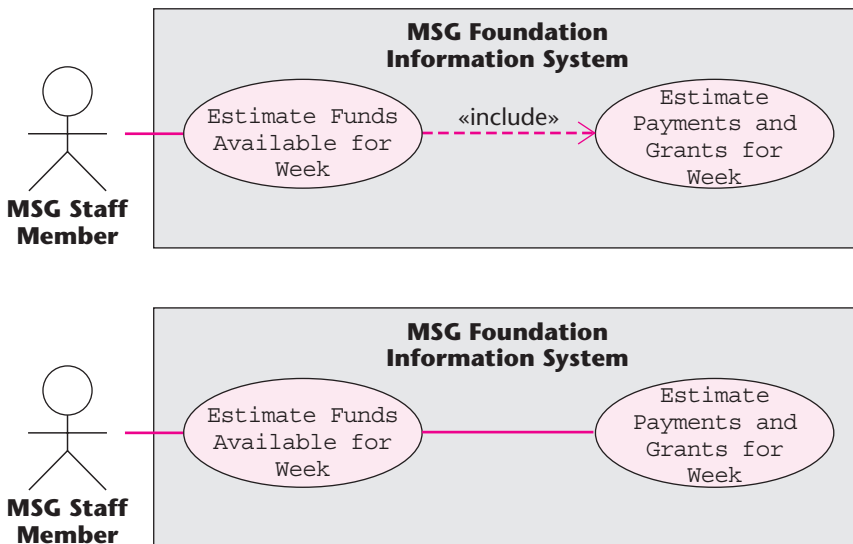 MSG Foundation
Information System
Estimate Funds
Available for
Week
«include»
Estimate
Payments and
Grants for
Week
MSG Staff
Member
MSG Foundation
Information System
Estimate Funds
Available for
Week
Estimate
Payments and
Grants for
Week
MSG Staff
Member